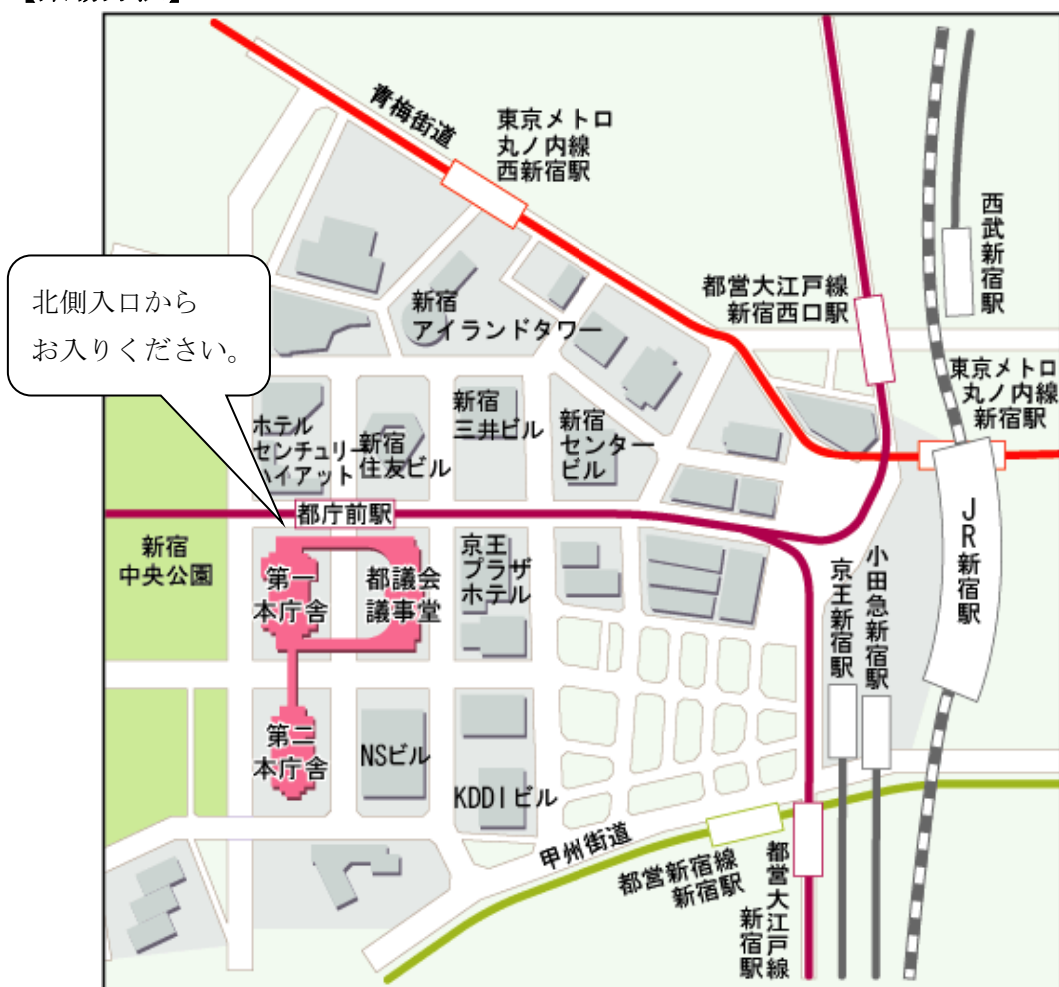 青梅街道
東京メトロ
丸ノ内線
西新宿駅
西武新宿駅
北側入口から
お入りください。
新宿
アイランドタワー
都営大江戸線
新宿西口駅
東京メトロ
丸ノ内線
新宿駅
ホテル
センチュリー
ハイアット
新宿
住友ビル
新宿
三井ビル
新宿
センター
ビル
都庁前駅
新宿
中央公園
第一
本庁舎
都議会
議事堂
京王
プラザ
ホテル
JR新宿駅
小田急新宿駅
京王新宿駅
第二
本庁舎
NSビル
KDDIビル
甲州街道
都営新宿線
新宿駅
都営大江戸線
新宿駅